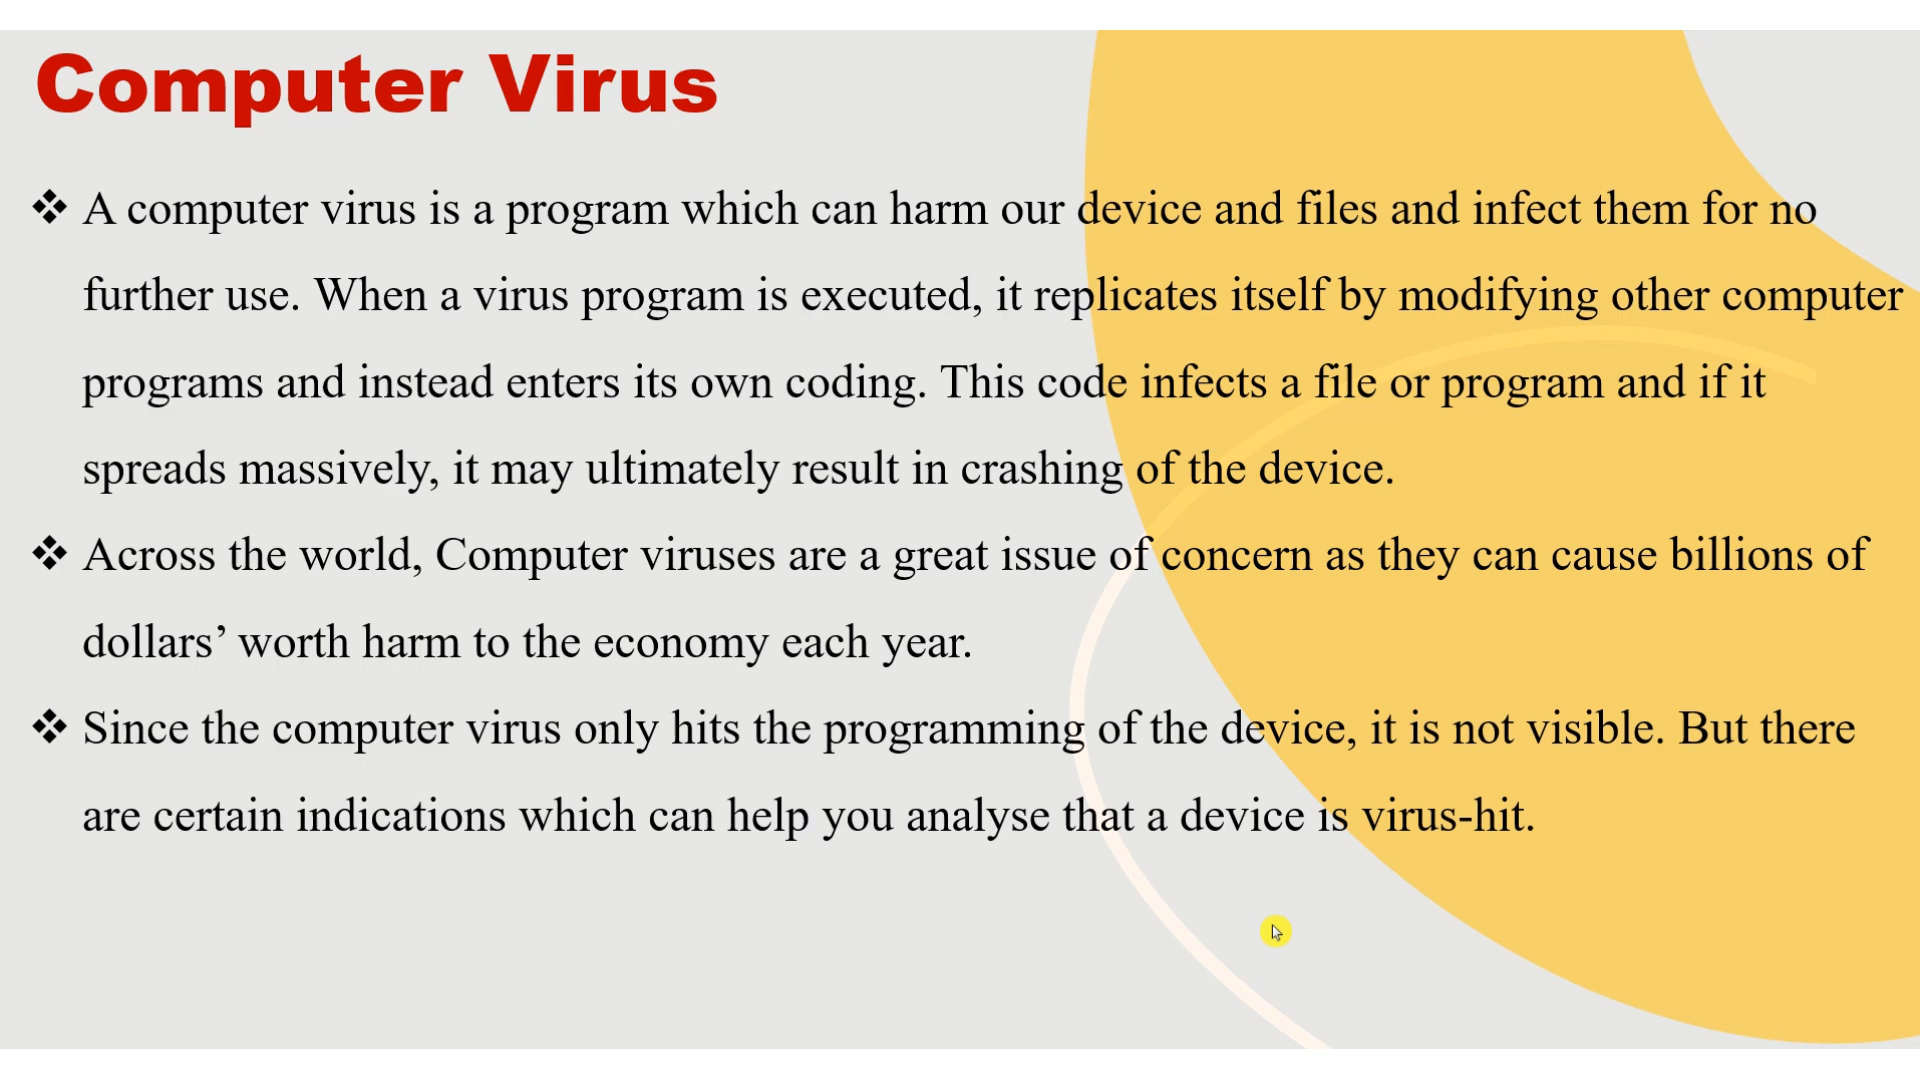 Computer Virus
❖ A computer virus is a program which can harm our device and files and infect them for no
further use. When a virus program is executed, it replicates itself by modifying other computer
programs and instead enters its own coding. This code infects a file or program and if it
spreads massively, it may ultimately result in crashing of the device.
❖ Across the world, Computer viruses are a great issue of concern as they can cause billions of
dollars’ worth harm to the economy each year.
❖ Since the computer virus only hits the programming of the device, it is not visible. But there
are certain indications which can help you analyse that a device is virus-hit.